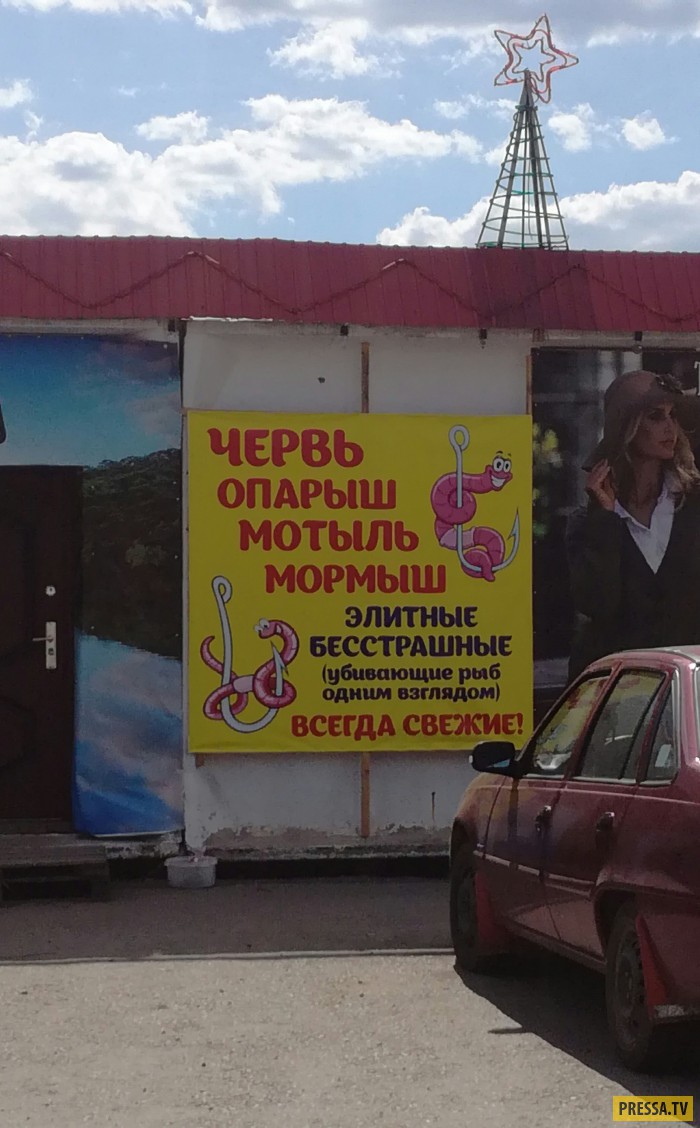 ЧЕРВЬ
ОПАРЫШ
МОТЫЛЬ
МОРМЫШ
ЭЛИТНЫЕ
БЕССТРАШНЫЕ
(убивающие рыб
одним взглядом)
ВСЕГДА СВЕЖИЕ!
PRESSA.TV